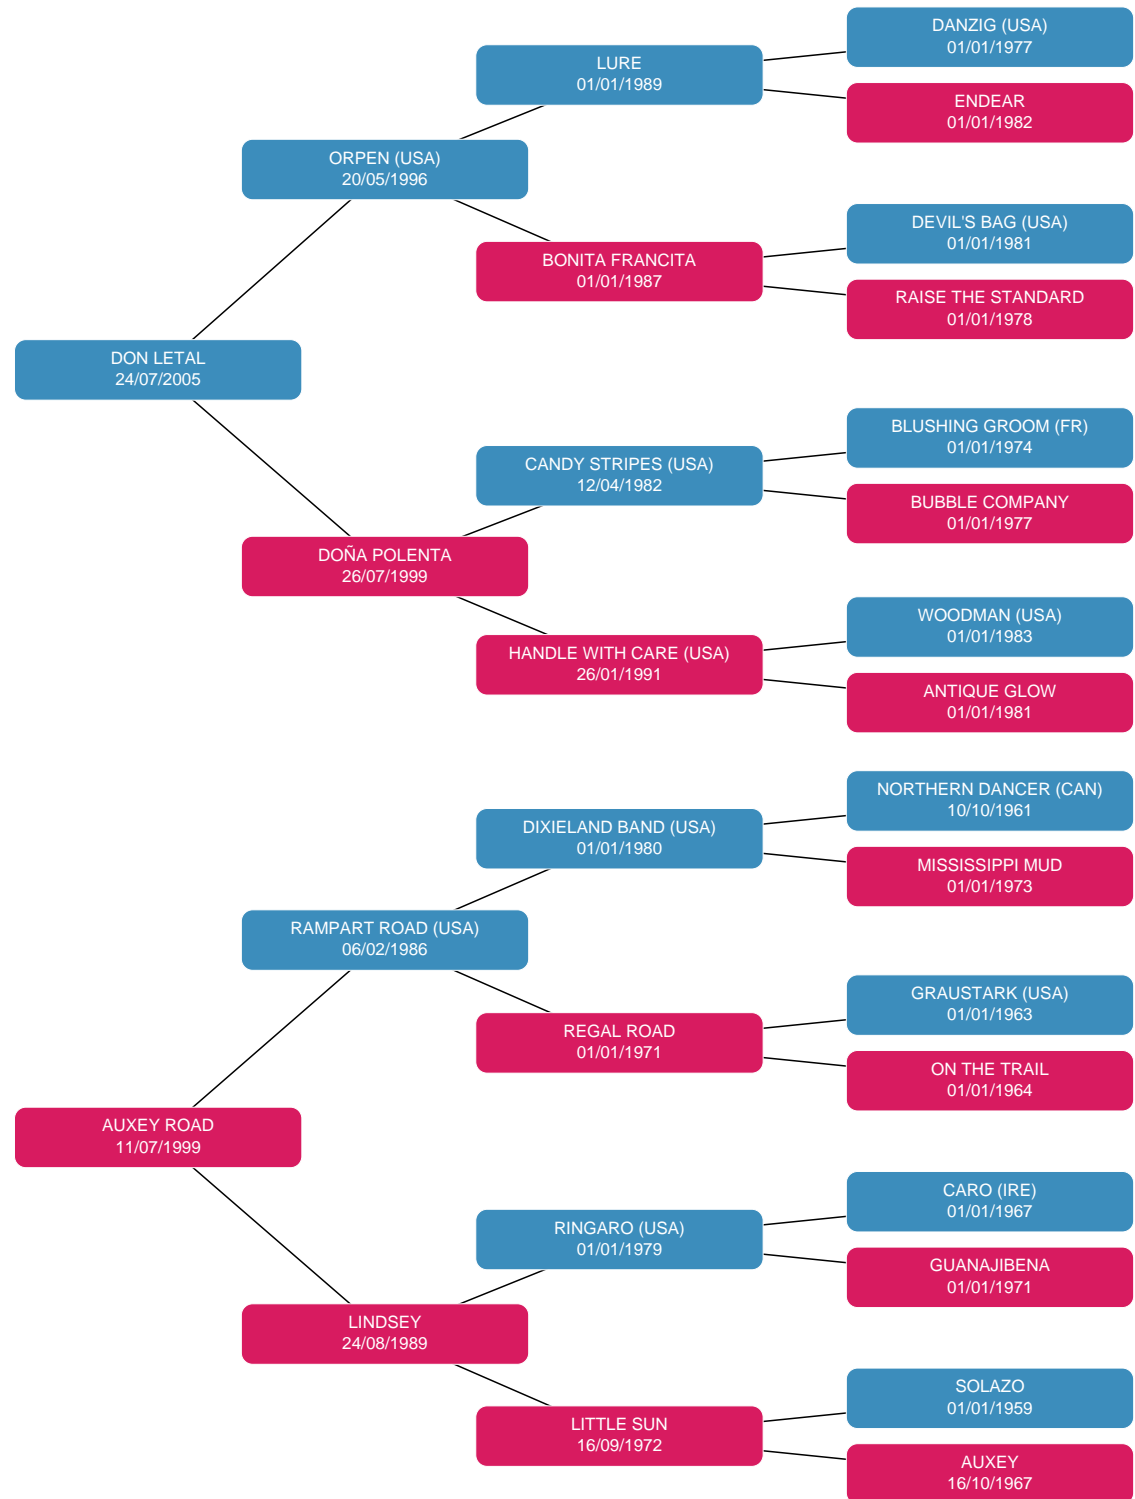 DANZIG (USA)
01/01/1977
LURE
01/01/1989
ENDEAR
01/01/1982
ORPEN (USA)
20/05/1996
DEVIL'S BAG (USA)
01/01/1981
BONITA FRANCITA
01/01/1987
RAISE THE STANDARD
01/01/1978
DON LETAL
24/07/2005
BLUSHING GROOM (FR)
01/01/1974
CANDY STRIPES (USA)
12/04/1982
BUBBLE COMPANY
01/01/1977
DOÑA POLENTA
26/07/1999
WOODMAN (USA)
01/01/1983
HANDLE WITH CARE (USA)
26/01/1991
ANTIQUE GLOW
01/01/1981
NORTHERN DANCER (CAN)
10/10/1961
DIXIELAND BAND (USA)
01/01/1980
MISSISSIPPI MUD
01/01/1973
RAMPART ROAD (USA)
06/02/1986
GRAUSTARK (USA)
01/01/1963
REGAL ROAD
01/01/1971
ON THE TRAIL
01/01/1964
AUXEY ROAD
11/07/1999
CARO (IRE)
01/01/1967
RINGARO (USA)
01/01/1979
GUANAJIBENA
01/01/1971
LINDSEY
24/08/1989
SOLAZO
01/01/1959
LITTLE SUN
16/09/1972
AUXEY
16/10/1967